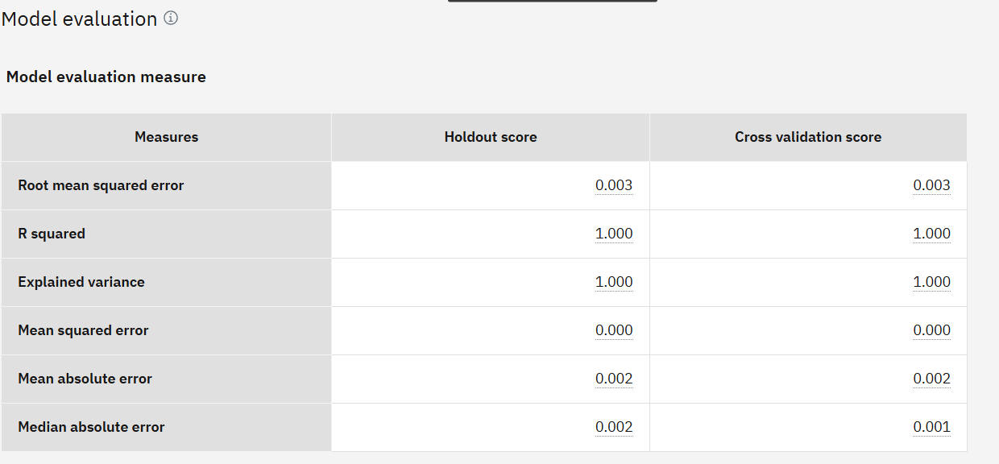 Model evaluation
Model evaluation measure
Measures Holdout score Cross validation score
Root mean squared error 0.003 0.003
R squared 1.000 1.000
Explained variance 1.000 1.000
Mean squared error 0.000 0.000
Mean absolute error 0.002 0.002
Median absolute error 0.002 0.001